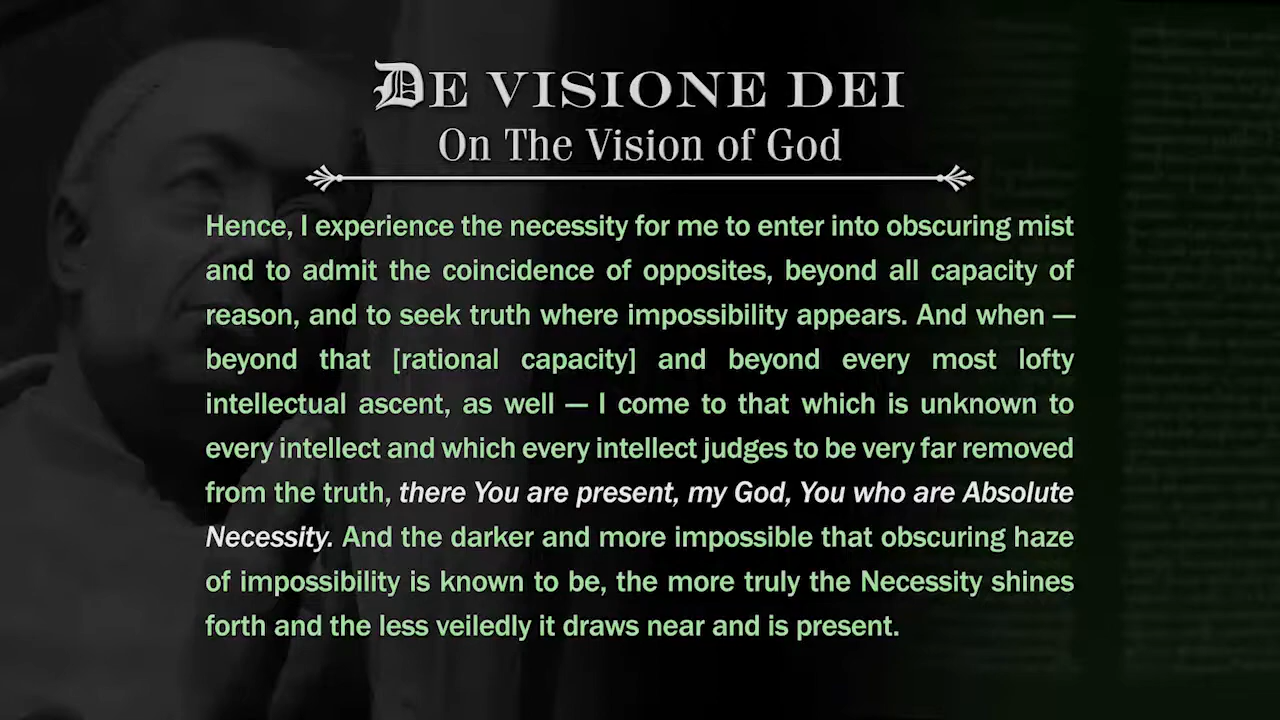 DE VISIONE DEI
On The Vision of God
Hence, I experience the necessity for me to enter into obscuring mist
and to admit the coincidence of opposites, beyond all capacity of
reason, and to seek truth where impossibility appears. And when —
beyond that [rational capacity] and beyond every most lofty
intellectual ascent, as well — I come to that which is unknown to
every intellect and which every intellect judges to be very far removed
from the truth, there You are present, my God, You who are Absolute
Necessity. And the darker and more impossible that obscuring haze
of impossibility is known to be, the more truly the Necessity shines
forth and the less veiledly it draws near and is present.